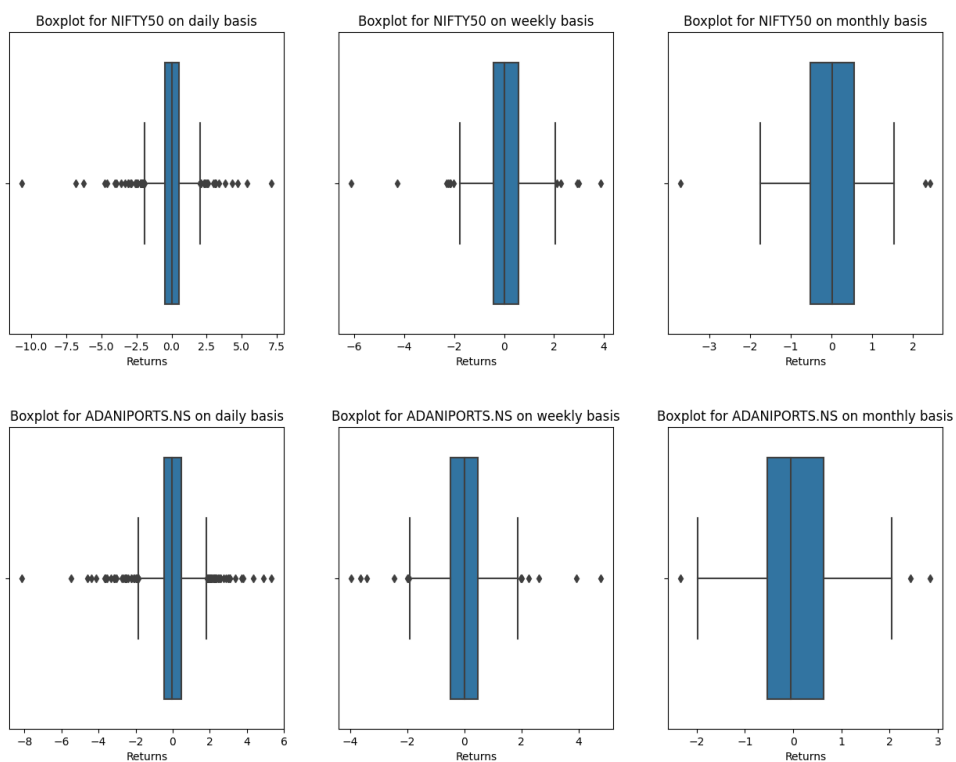 Boxplot for NIFTY50 on daily basis
−10.0 −7.5 −5.0 −2.5 0.0 2.5 5.0 7.5
Returns
Boxplot for NIFTY50 on weekly basis
−6 −4 −2 0 2 4
Returns
Boxplot for NIFTY50 on monthly basis
−3 −2 −1 0 1 2
Returns
Boxplot for ADANIPORTS.NS on daily basis
−8 −6 −4 −2 0 2 4 6
Returns
Boxplot for ADANIPORTS.NS on weekly basis
−4 −2 0 2 4
Returns
Boxplot for ADANIPORTS.NS on monthly basis
−2 −1 0 1 2 3
Returns